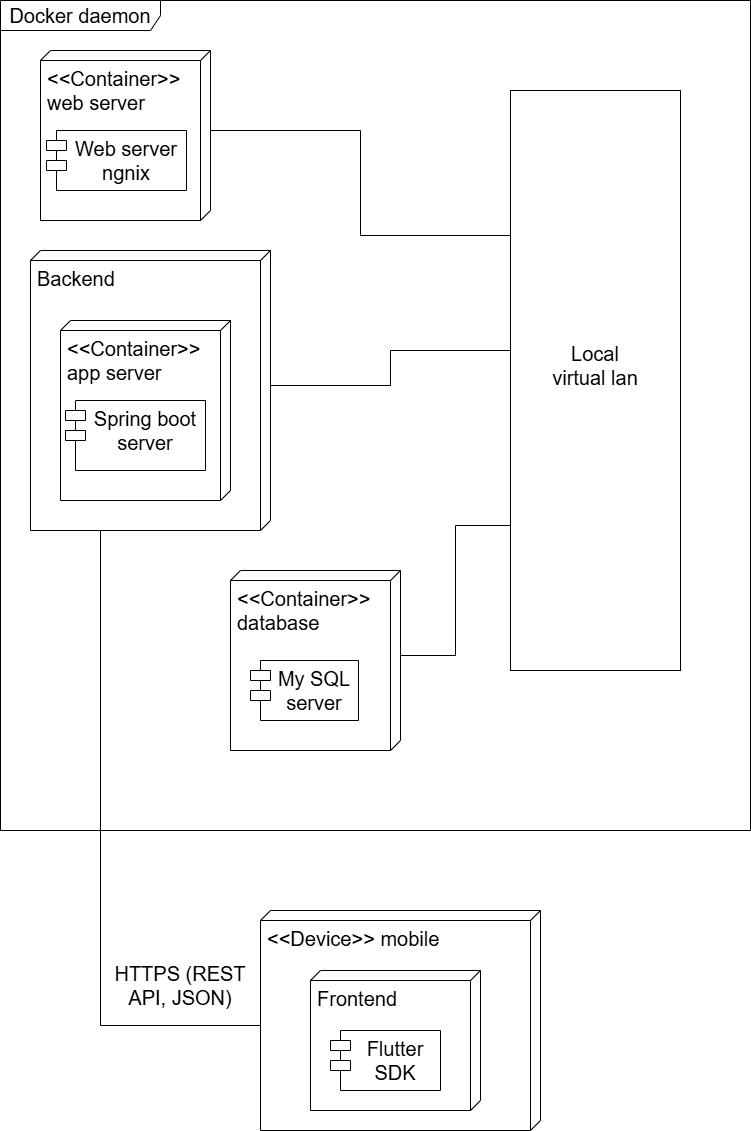 Docker daemon
<<Container>>
web server
Web server
ngnix
Backend
<<Container>>
app server
Spring boot
server
Local
virtual lan
<<Container>>
database
My SQL
server
HTTPS (REST
API, JSON)
<<Device>> mobile
Frontend
Flutter
SDK